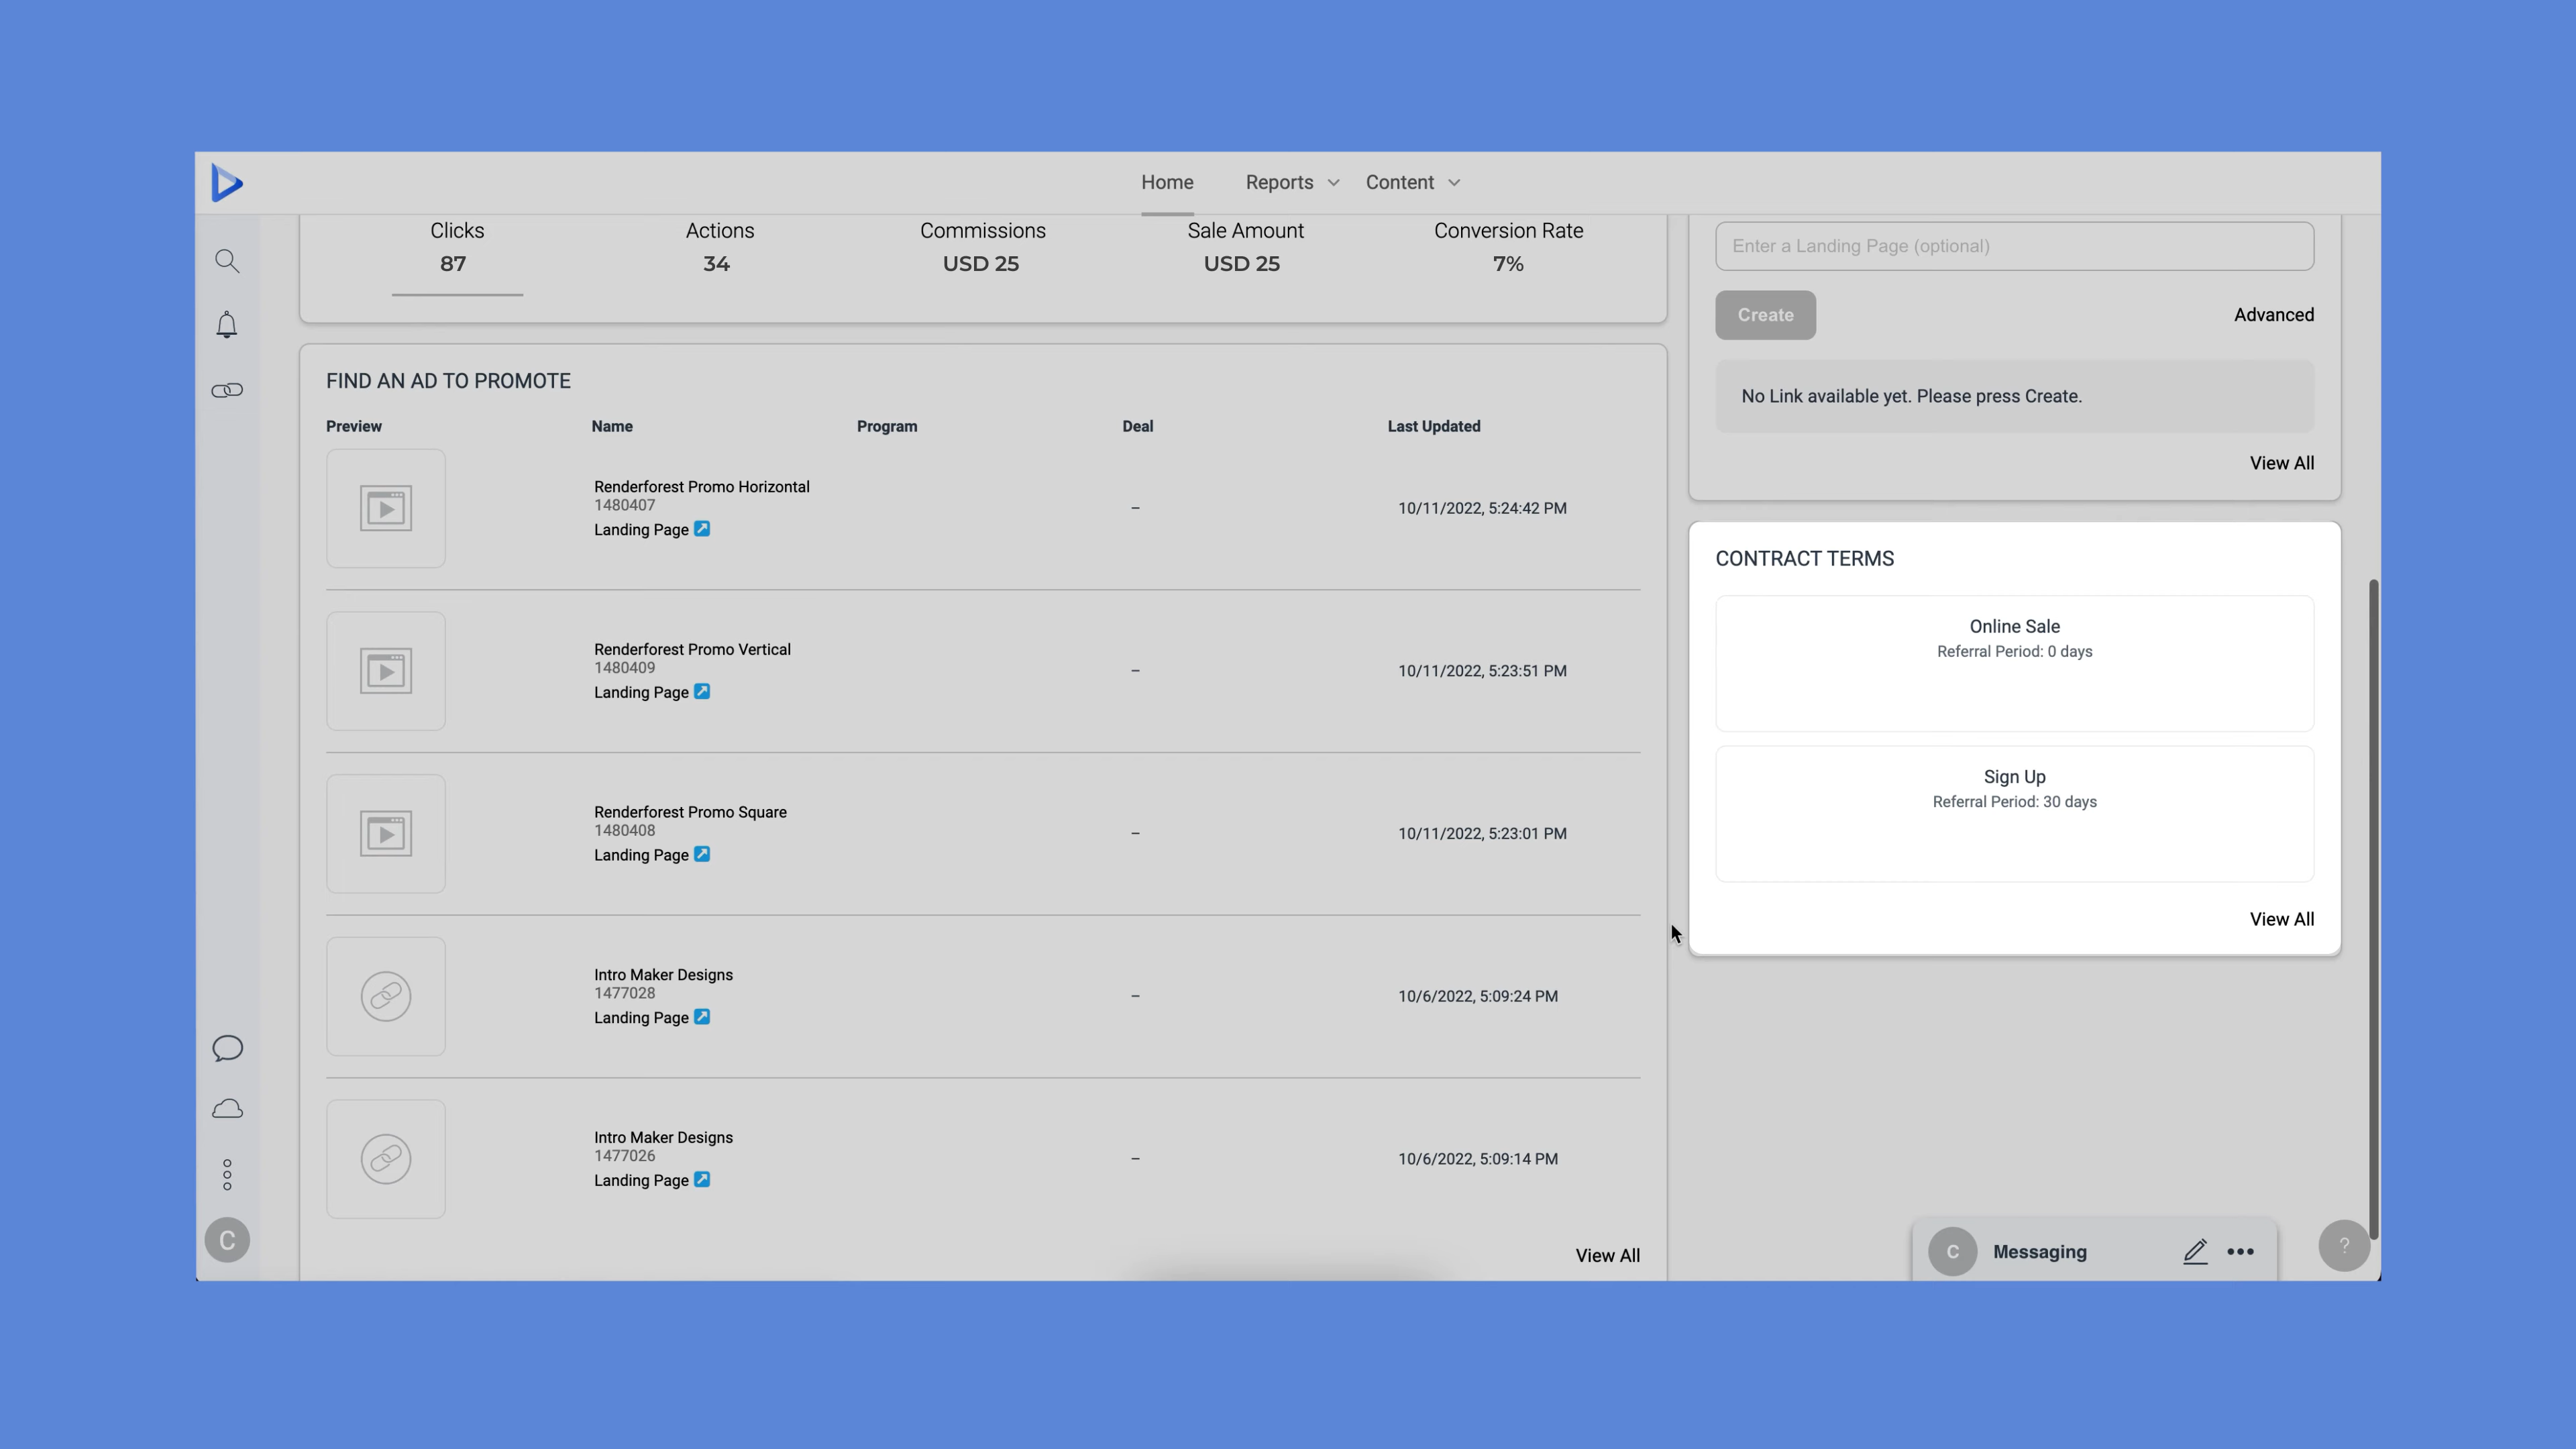 Home Reports Content
Clicks Actions Commissions Sale Amount Conversion Rate
87 34 USD 25 USD 25 7%
Enter a Landing Page (optional)
Create Advanced
No Link available yet. Please press Create.
View All
FIND AN AD TO PROMOTE
Preview Name Program Deal Last Updated
Renderforest Promo Horizontal
1480407
Landing Page
– 10/11/2022, 5:24:42 PM
Renderforest Promo Vertical
1480409
Landing Page
– 10/11/2022, 5:23:51 PM
Renderforest Promo Square
1480408
Landing Page
– 10/11/2022, 5:23:01 PM
Intro Maker Designs
1477028
Landing Page
– 10/6/2022, 5:09:24 PM
Intro Maker Designs
1477026
Landing Page
– 10/6/2022, 5:09:14 PM
View All
CONTRACT TERMS
Online Sale
Referral Period: 0 days
Sign Up
Referral Period: 30 days
View All
C
C Messaging
?